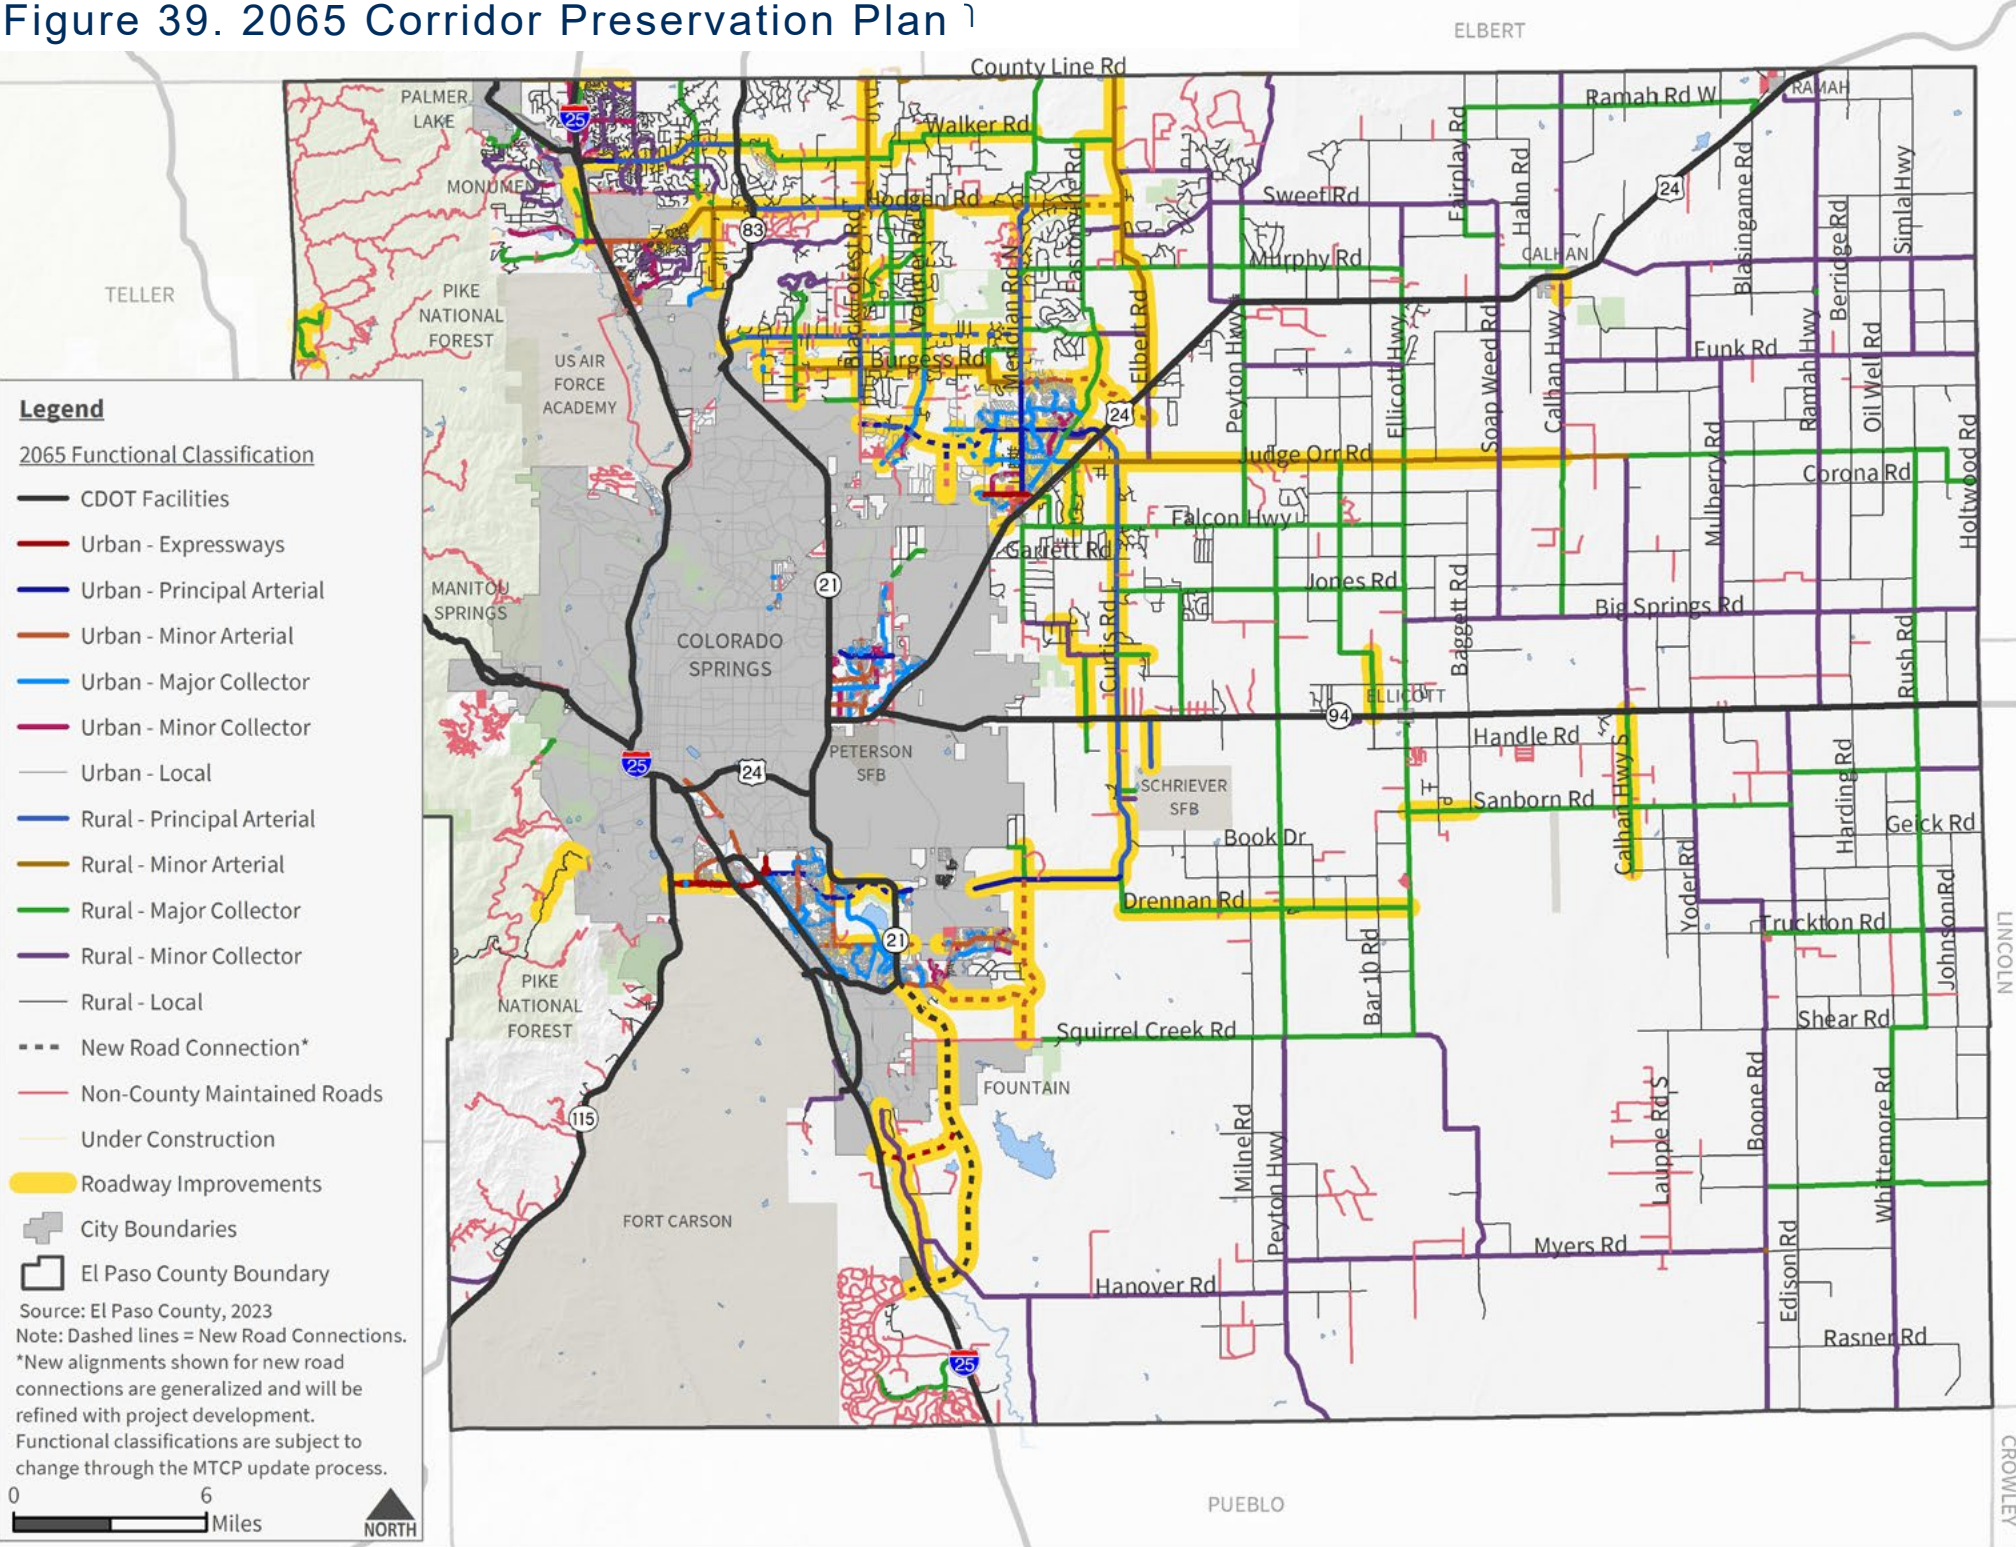 Figure 39. 2065 Corridor Preservation Plan
ELBERT
County Line Rd
PALMER
LAKE
25
Walker Rd
Ramah Rd W
RAMAH
MONUMENT
Hodgen Rd
Sweet Rd
Fairplay Rd
Hahn Rd
24
Blasingame Rd
Berridge Rd
Simla Hwy
83
Black Forest Rd
Vollmer Rd
Meridian Rd N
Eastonville Rd
Murphy Rd
CALHAN
TELLER
PIKE
NATIONAL
FOREST
US AIR
FORCE
ACADEMY
Burgess Rd
Elbert Rd
Peyton Hwy
Ellicott Hwy
Soap Weed Rd
Calhan Hwy
Funk Rd
Ramah Hwy
Oil Well Rd
24
Judge Orr Rd
Mulberry Rd
Corona Rd
Holtwood Rd
Falcon Hwy
Garrett Rd
Jones Rd
Big Springs Rd
Baggett Rd
Rush Rd
Curtis Rd
21
MANITOU
SPRINGS
COLORADO
SPRINGS
ELLICOTT
94
PETERSON
SFB
Handle Rd
Calhan Hwy S
Harding Rd
25
24
SCHRIEVER
SFB
Sanborn Rd
Geick Rd
Book Dr
Yoder Rd
Drennan Rd
Truckton Rd
Johnson Rd
LINCOLN
21
Bar 10 Rd
PIKE
NATIONAL
FOREST
Squirrel Creek Rd
Shear Rd
FOUNTAIN
115
Milne Rd
Peyton Hwy
Lauppe Rd S
Boone Rd
Whittemore Rd
FORT CARSON
Myers Rd
Edison Rd
Hanover Rd
Rasner Rd
25
PUEBLO
CROWLEY
Legend
2065 Functional Classification
CDOT Facilities
Urban - Expressways
Urban - Principal Arterial
Urban - Minor Arterial
Urban - Major Collector
Urban - Minor Collector
Urban - Local
Rural - Principal Arterial
Rural - Minor Arterial
Rural - Major Collector
Rural - Minor Collector
Rural - Local
New Road Connection*
Non-County Maintained Roads
Under Construction
Roadway Improvements
City Boundaries
El Paso County Boundary
Source: El Paso County, 2023
Note: Dashed lines = New Road Connections.
*New alignments shown for new road
connections are generalized and will be
refined with project development.
Functional classifications are subject to
change through the MTCP update process.
0 6
Miles
NORTH